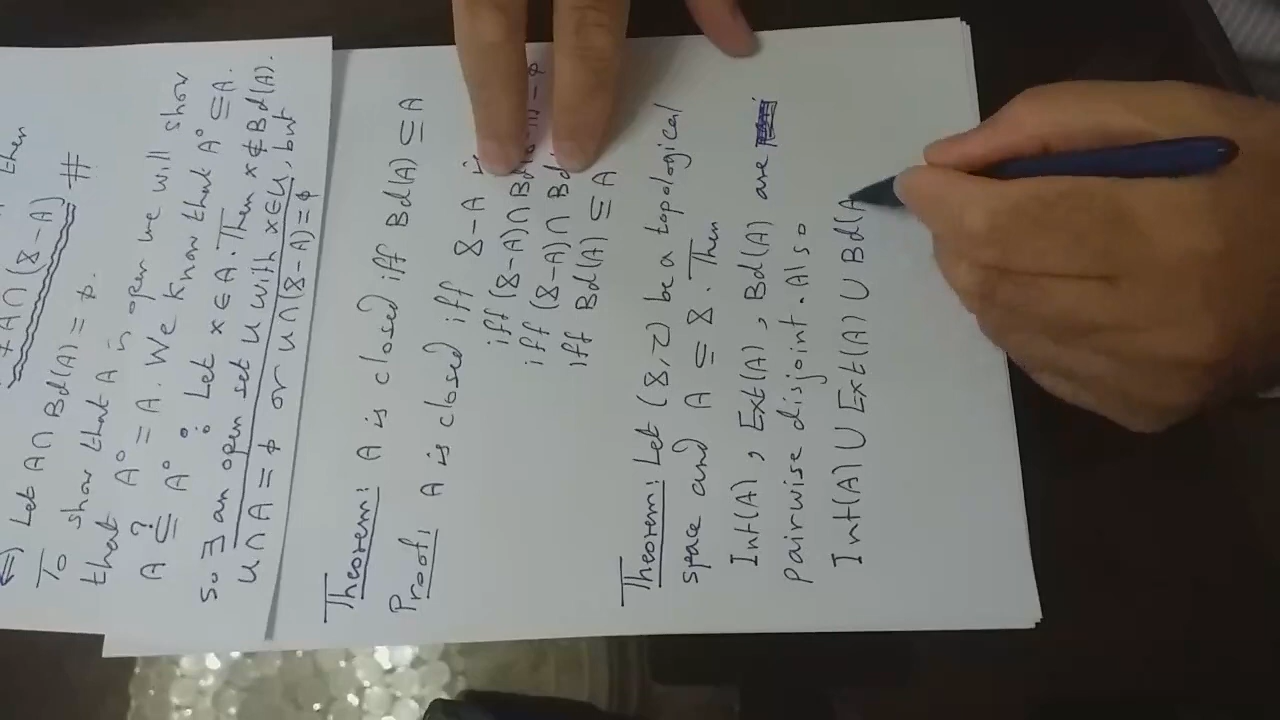 then
A∩(X-A)
⇐) Let A∩Bd(A)=ϕ. #
To show that A is open we will show
that A°=A. We know that A°⊆A.
A ⊆? A° : Let x∈A. Then x∉Bd(A).
So ∃ an open set U with x∈U, but
U∩A=ϕ or U∩(X-A)=ϕ
Theorem: A is closed iff Bd(A)⊆A
Proof: A is closed iff X-A
iff (X-A)∩Bd
iff (X-A)∩Bd
iff Bd(A)⊆A
Theorem: Let (X,τ) be a topological
space and A⊆X. Then
Int(A), Ext(A), Bd(A) are
pairwise disjoint. Also
Int(A)∪Ext(A)∪Bd(A